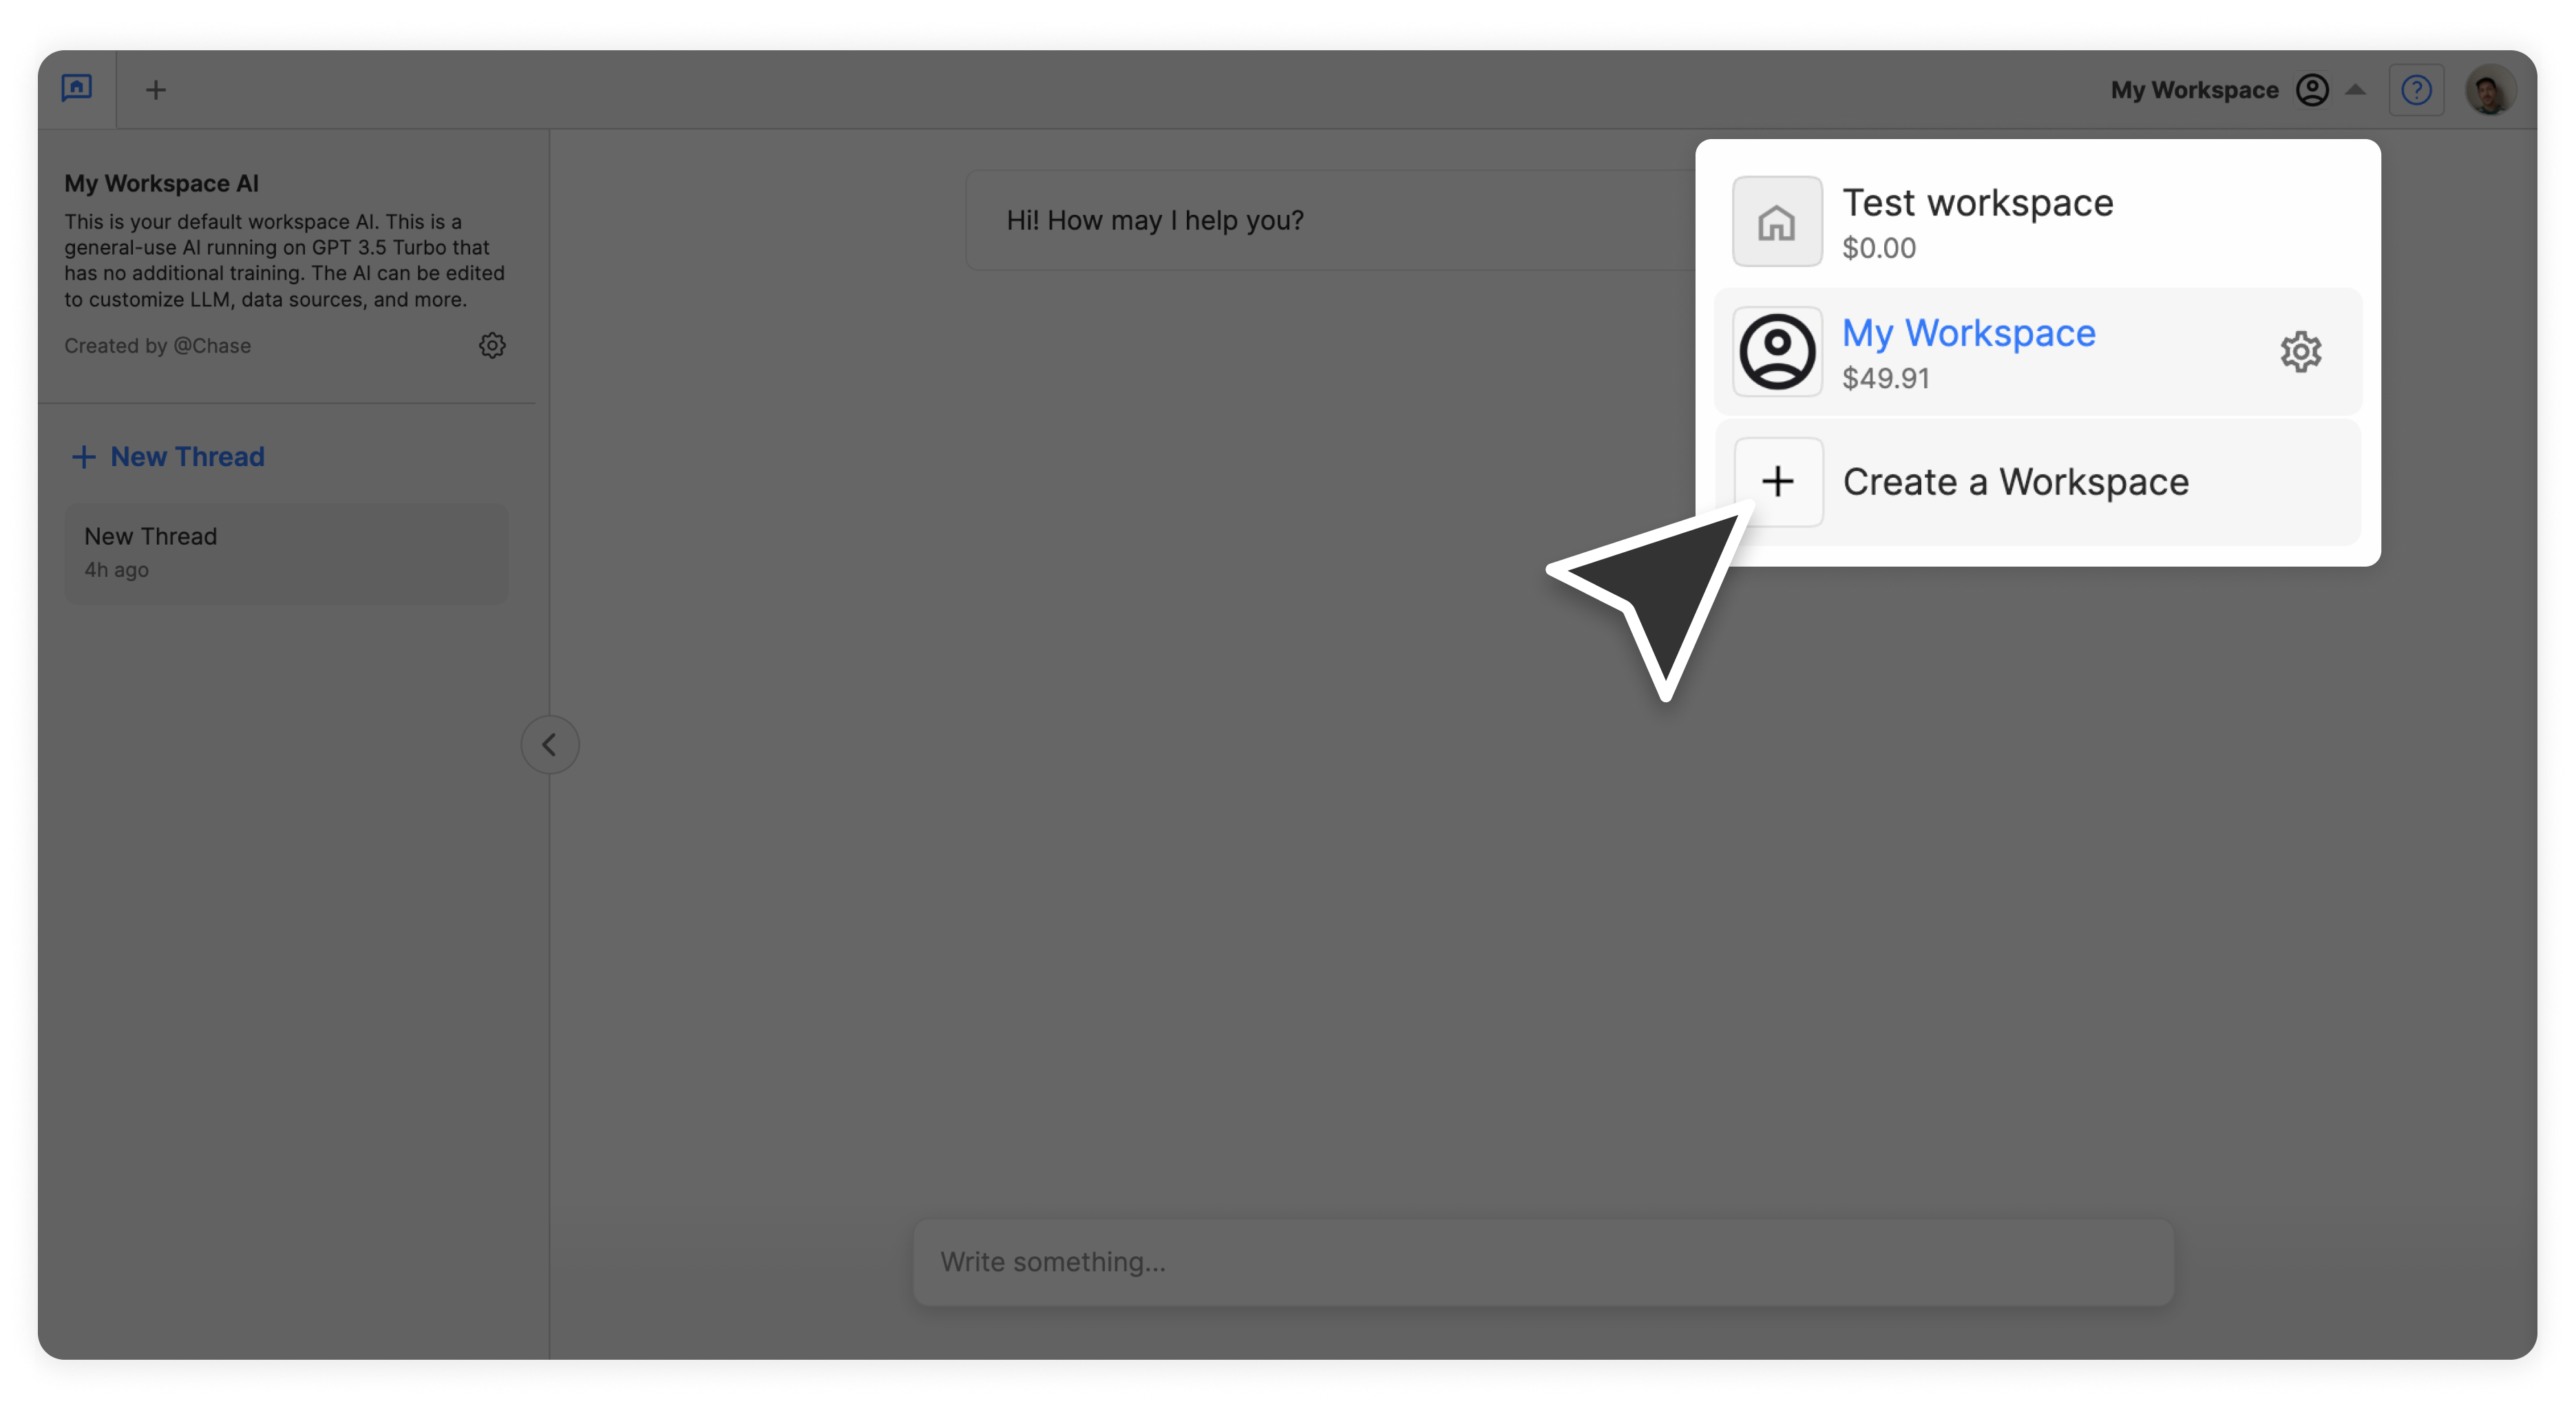 My Workspace
My Workspace AI
This is your default workspace AI. This is a
general-use AI running on GPT 3.5 Turbo that
has no additional training. The AI can be edited
to customize LLM, data sources, and more.
Created by @Chase
New Thread
New Thread
4h ago
Hi! How may I help you?
Test workspace
$0.00
My Workspace
$49.91
Create a Workspace
Write something...